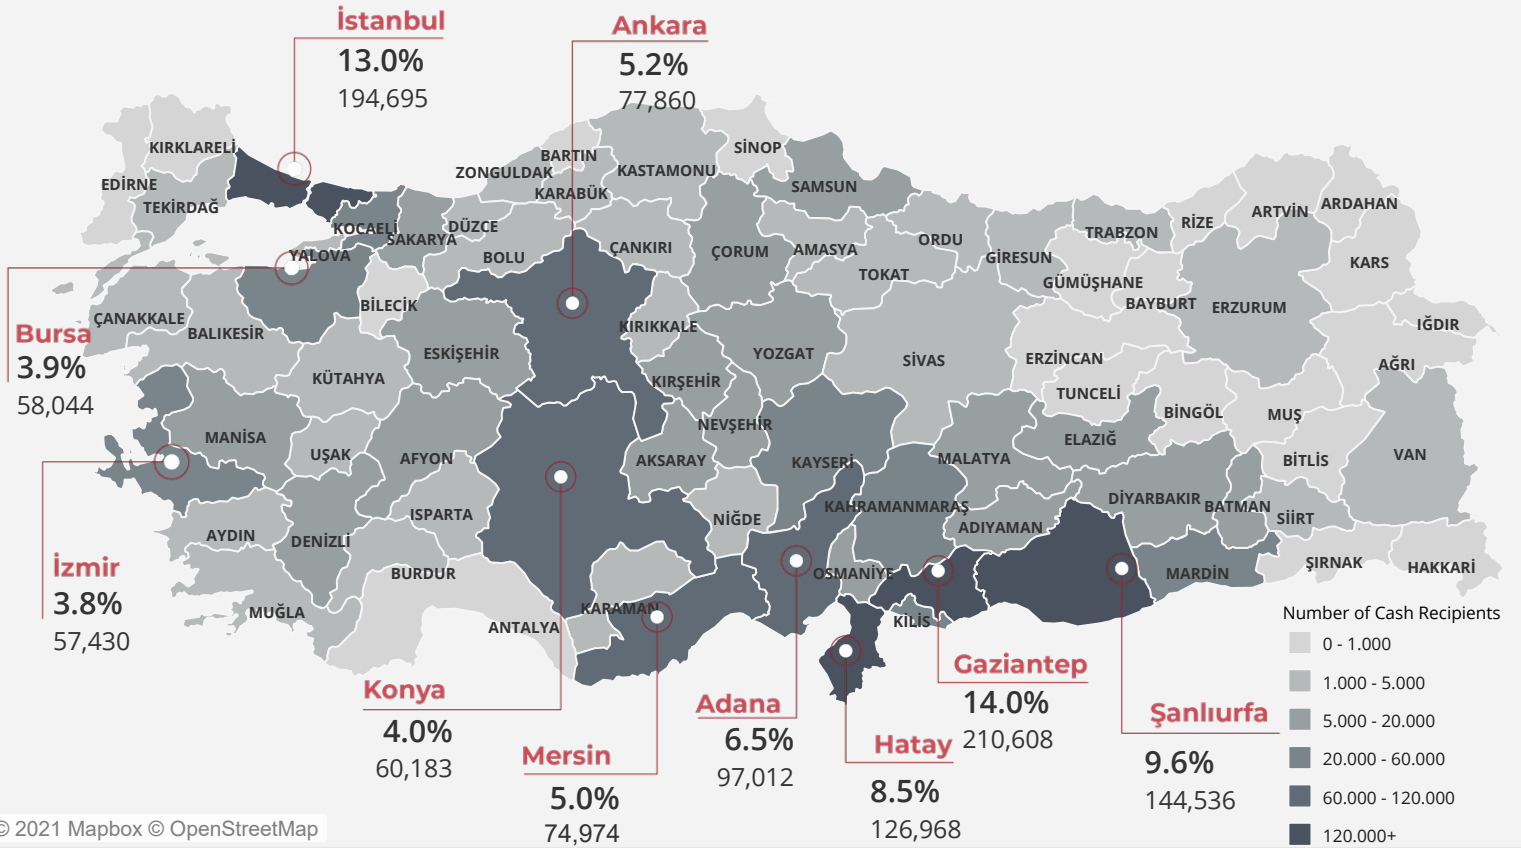 İstanbul
13.0%
194,695
Ankara
5.2%
77,860
KIRKLARELİ
EDİRNE
TEKİRDAĞ
KOCAELİ
SAKARYA
YALOVA
DÜZCE
ZONGULDAK
BARTIN
KARABÜK
KASTAMONU
SİNOP
SAMSUN
BOLU
ÇANKIRI
ÇORUM
AMASYA
TOKAT
ORDU
GİRESUN
TRABZON
RİZE
ARTVİN
ARDAHAN
KARS
GÜMÜŞHANE
BAYBURT
ERZURUM
IĞDIR
AĞRI
Bursa
3.9%
58,044
ÇANAKKALE
BALIKESİR
BİLECİK
ESKİŞEHİR
KÜTAHYA
KIRIKKALE
KIRŞEHİR
YOZGAT
SİVAS
ERZİNCAN
TUNCELİ
BİNGÖL
MUŞ
BİTLİS
VAN
MANİSA
UŞAK
AFYON
AKSARAY
NEVŞEHİR
KAYSERİ
MALATYA
ELAZIĞ
DİYARBAKIR
BATMAN
SİİRT
ŞIRNAK
HAKKARİ
İzmir
3.8%
57,430
AYDIN
DENİZLİ
ISPARTA
BURDUR
MUĞLA
ANTALYA
NİĞDE
KARAMAN
KAHRAMANMARAŞ
ADIYAMAN
OSMANİYE
KİLİS
MARDİN
Konya
4.0%
60,183
Mersin
5.0%
74,974
Adana
6.5%
97,012
Hatay
8.5%
126,968
Gaziantep
14.0%
210,608
Şanlıurfa
9.6%
144,536
Number of Cash Recipients
0 - 1.000
1.000 - 5.000
5.000 - 20.000
20.000 - 60.000
60.000 - 120.000
120.000+
© 2021 Mapbox © OpenStreetMap